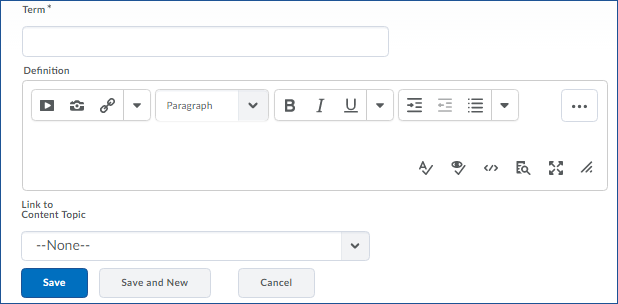 Term *
Definition
Paragraph
B I U
Link to
Content Topic
--None--
Save Save and New Cancel